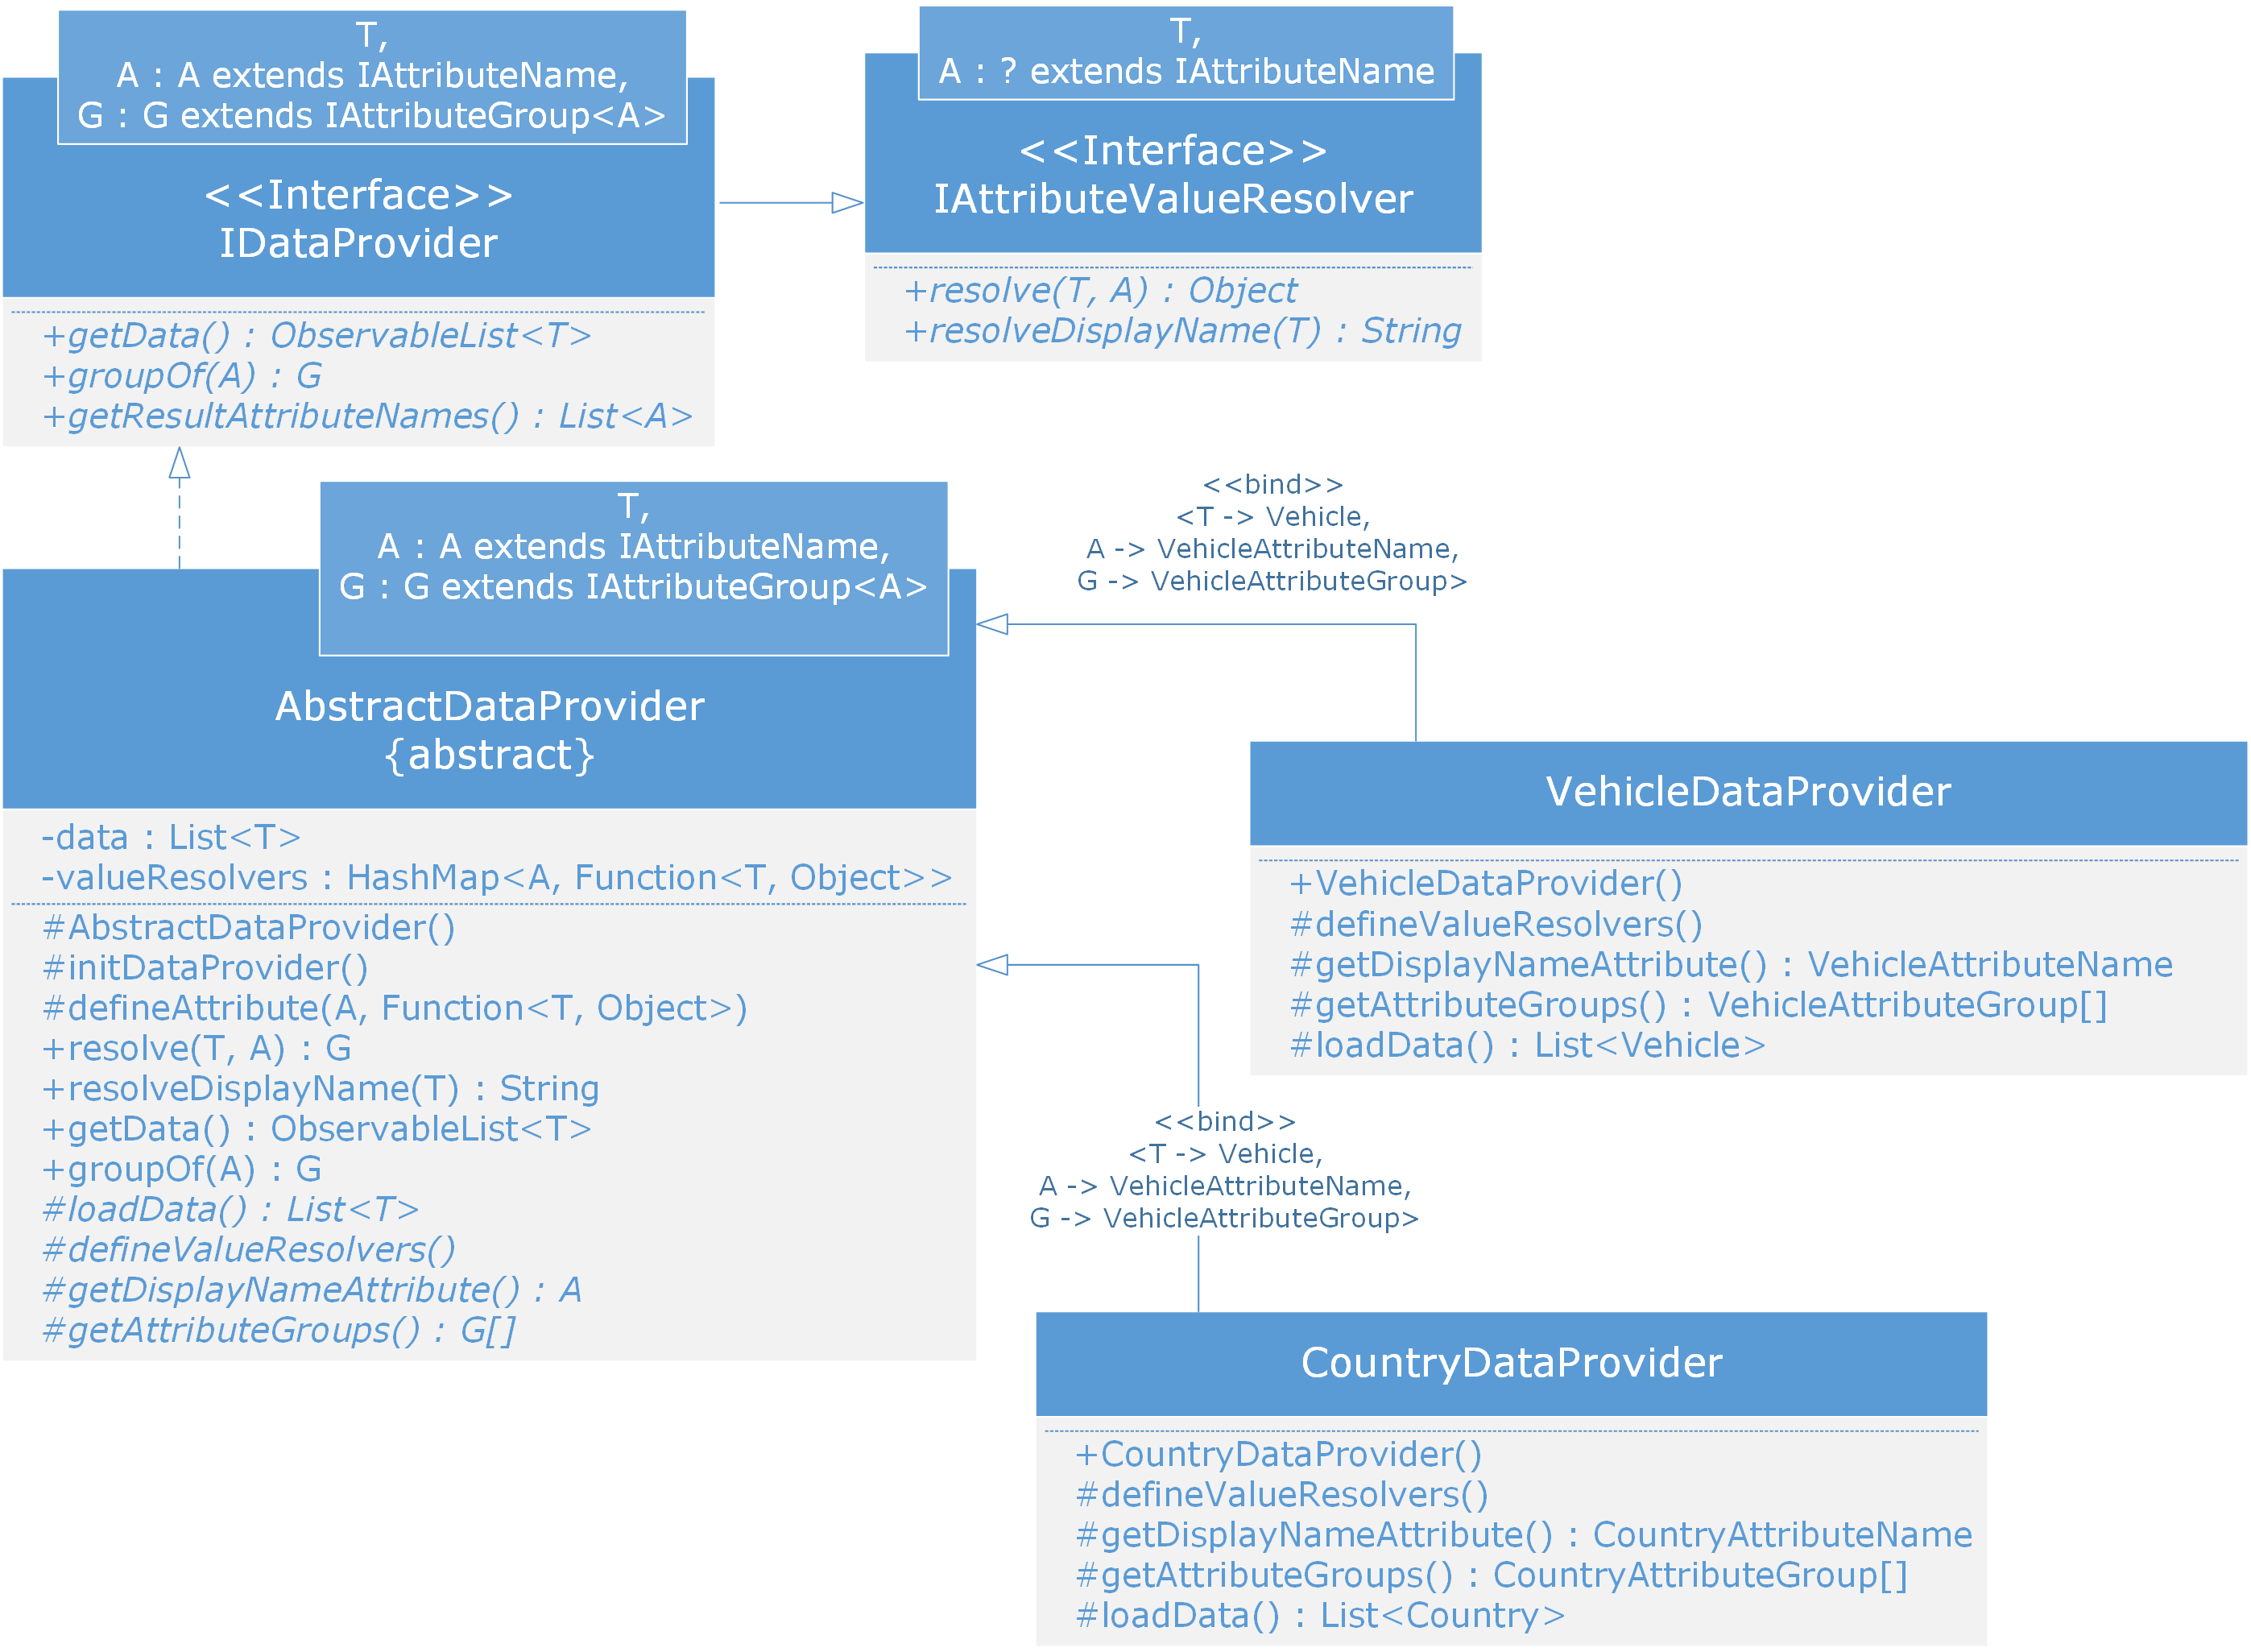 T,
A : A extends IAttributeName,
G : G extends IAttributeGroup<A>
<<Interface>>
IDataProvider
+getData() : ObservableList<T>
+groupOf(A) : G
+getResultAttributeNames() : List<A>
T,
A : ? extends IAttributeName
<<Interface>>
IAttributeValueResolver
+resolve(T, A) : Object
+resolveDisplayName(T) : String
T,
A : A extends IAttributeName,
G : G extends IAttributeGroup<A>
AbstractDataProvider
{abstract}
-data : List<T>
-valueResolvers : HashMap<A, Function<T, Object>>
#AbstractDataProvider()
#initDataProvider()
#defineAttribute(A, Function<T, Object>)
+resolve(T, A) : G
+resolveDisplayName(T) : String
+getData() : ObservableList<T>
+groupOf(A) : G
#loadData() : List<T>
#defineValueResolvers()
#getDisplayNameAttribute() : A
#getAttributeGroups() : G[]
<<bind>>
<T -> Vehicle,
A -> VehicleAttributeName,
G -> VehicleAttributeGroup>
VehicleDataProvider
+VehicleDataProvider()
#defineValueResolvers()
#getDisplayNameAttribute() : VehicleAttributeName
#getAttributeGroups() : VehicleAttributeGroup[]
#loadData() : List<Vehicle>
<<bind>>
<T -> Vehicle,
A -> VehicleAttributeName,
G -> VehicleAttributeGroup>
CountryDataProvider
+CountryDataProvider()
#defineValueResolvers()
#getDisplayNameAttribute() : CountryAttributeName
#getAttributeGroups() : CountryAttributeGroup[]
#loadData() : List<Country>